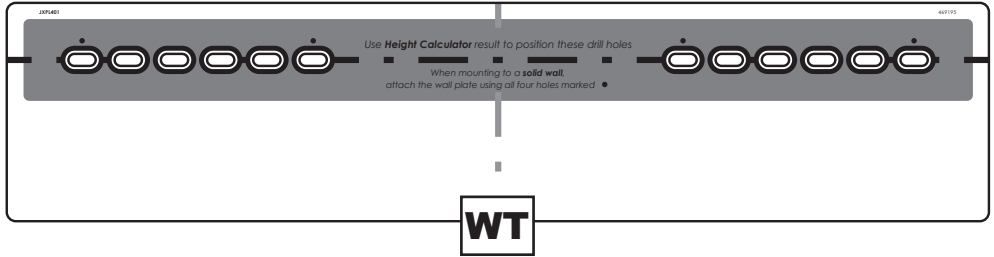 JXPL401
469195
Use Height Calculator result to position these drill holes
When mounting to a solid wall,
attach the wall plate using all four holes marked ●
WT